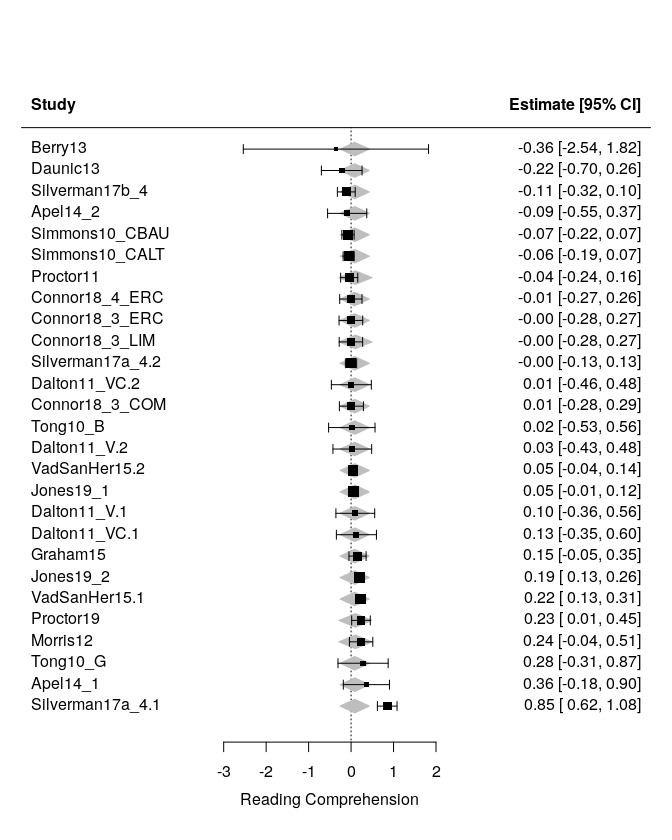 Study Estimate [95% CI]
Berry13 -0.36 [-2.54, 1.82]
Daunic13 -0.22 [-0.70, 0.26]
Silverman17b_4 -0.11 [-0.32, 0.10]
Apel14_2 -0.09 [-0.55, 0.37]
Simmons10_CBAU -0.07 [-0.22, 0.07]
Simmons10_CALT -0.06 [-0.19, 0.07]
Proctor11 -0.04 [-0.24, 0.16]
Connor18_4_ERC -0.01 [-0.27, 0.26]
Connor18_3_ERC -0.00 [-0.28, 0.27]
Connor18_3_LIM -0.00 [-0.28, 0.27]
Silverman17a_4.2 -0.00 [-0.13, 0.13]
Dalton11_VC.2 0.01 [-0.46, 0.48]
Connor18_3_COM 0.01 [-0.28, 0.29]
Tong10_B 0.02 [-0.53, 0.56]
Dalton11_V.2 0.03 [-0.43, 0.48]
VadSanHer15.2 0.05 [-0.04, 0.14]
Jones19_1 0.05 [-0.01, 0.12]
Dalton11_V.1 0.10 [-0.36, 0.56]
Dalton11_VC.1 0.13 [-0.35, 0.60]
Graham15 0.15 [-0.05, 0.35]
Jones19_2 0.19 [ 0.13, 0.26]
VadSanHer15.1 0.22 [ 0.13, 0.31]
Proctor19 0.23 [ 0.01, 0.45]
Morris12 0.24 [-0.04, 0.51]
Tong10_G 0.28 [-0.31, 0.87]
Apel14_1 0.36 [-0.18, 0.90]
Silverman17a_4.1 0.85 [ 0.62, 1.08]
-3 -2 -1 0 1 2
Reading Comprehension